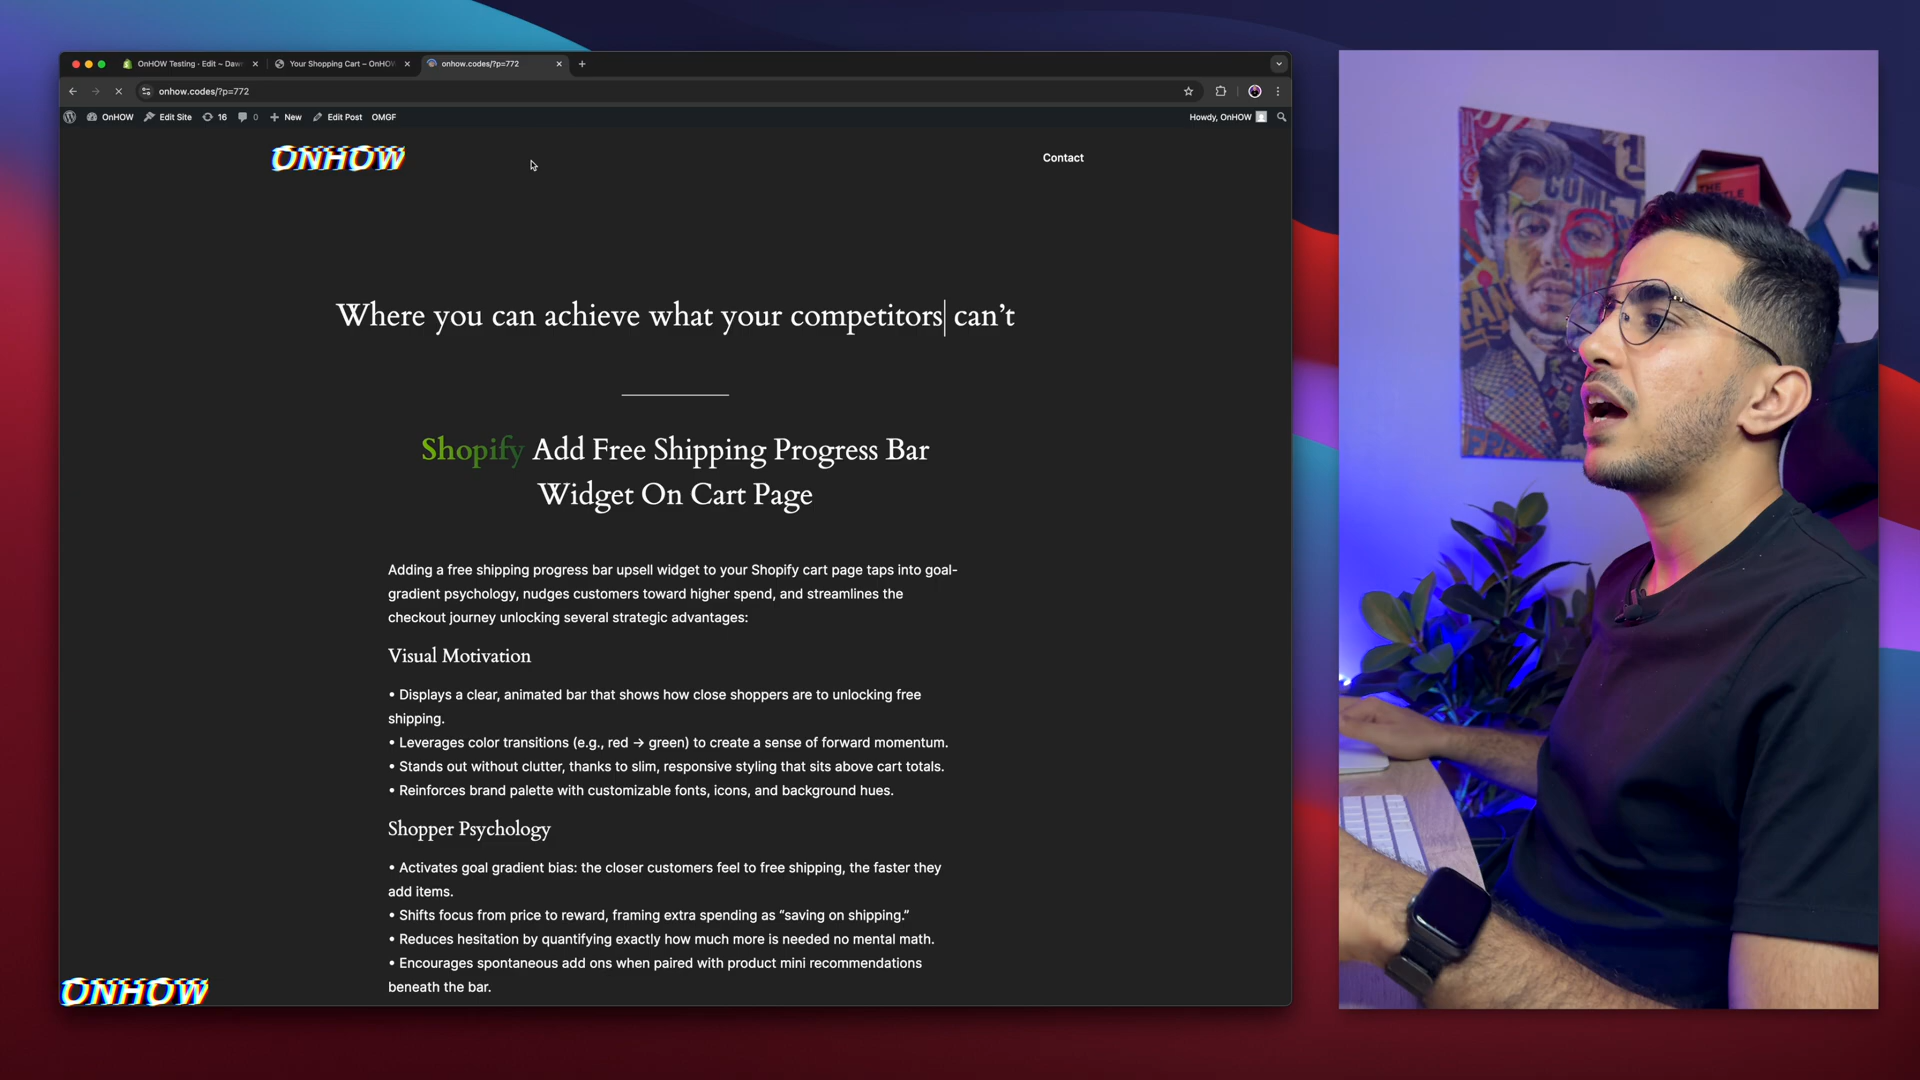 OnHOW Testing - Edit ~ Daw
Your Shopping Cart – OnHOW
onhow.codes/?p=772
onhow.codes/?p=772
OnHOW
Edit Site
16
0
New
Edit Post
OMGF
Howdy, OnHOW
ONHOW
Contact
Where you can achieve what your competitors| can’t
Shopify Add Free Shipping Progress Bar
Widget On Cart Page
Adding a free shipping progress bar upsell widget to your Shopify cart page taps into goal-
gradient psychology, nudges customers toward higher spend, and streamlines the
checkout journey unlocking several strategic advantages:
Visual Motivation
• Displays a clear, animated bar that shows how close shoppers are to unlocking free
shipping.
• Leverages color transitions (e.g., red → green) to create a sense of forward momentum.
• Stands out without clutter, thanks to slim, responsive styling that sits above cart totals.
• Reinforces brand palette with customizable fonts, icons, and background hues.
Shopper Psychology
• Activates goal gradient bias: the closer customers feel to free shipping, the faster they
add items.
• Shifts focus from price to reward, framing extra spending as “saving on shipping.”
• Reduces hesitation by quantifying exactly how much more is needed no mental math.
• Encourages spontaneous add ons when paired with product mini recommendations
beneath the bar.
ONHOW
COME
FAN
THE